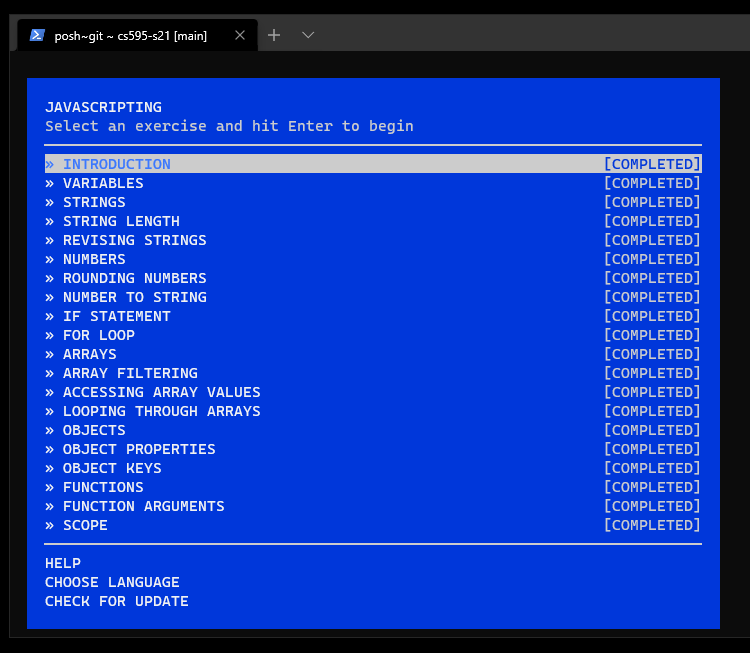 posh~git ~ cs595-s21 [main]
JAVASCRIPTING
Select an exercise and hit Enter to begin
» INTRODUCTION [COMPLETED]
» VARIABLES [COMPLETED]
» STRINGS [COMPLETED]
» STRING LENGTH [COMPLETED]
» REVISING STRINGS [COMPLETED]
» NUMBERS [COMPLETED]
» ROUNDING NUMBERS [COMPLETED]
» NUMBER TO STRING [COMPLETED]
» IF STATEMENT [COMPLETED]
» FOR LOOP [COMPLETED]
» ARRAYS [COMPLETED]
» ARRAY FILTERING [COMPLETED]
» ACCESSING ARRAY VALUES [COMPLETED]
» LOOPING THROUGH ARRAYS [COMPLETED]
» OBJECTS [COMPLETED]
» OBJECT PROPERTIES [COMPLETED]
» OBJECT KEYS [COMPLETED]
» FUNCTIONS [COMPLETED]
» FUNCTION ARGUMENTS [COMPLETED]
» SCOPE [COMPLETED]
HELP
CHOOSE LANGUAGE
CHECK FOR UPDATE